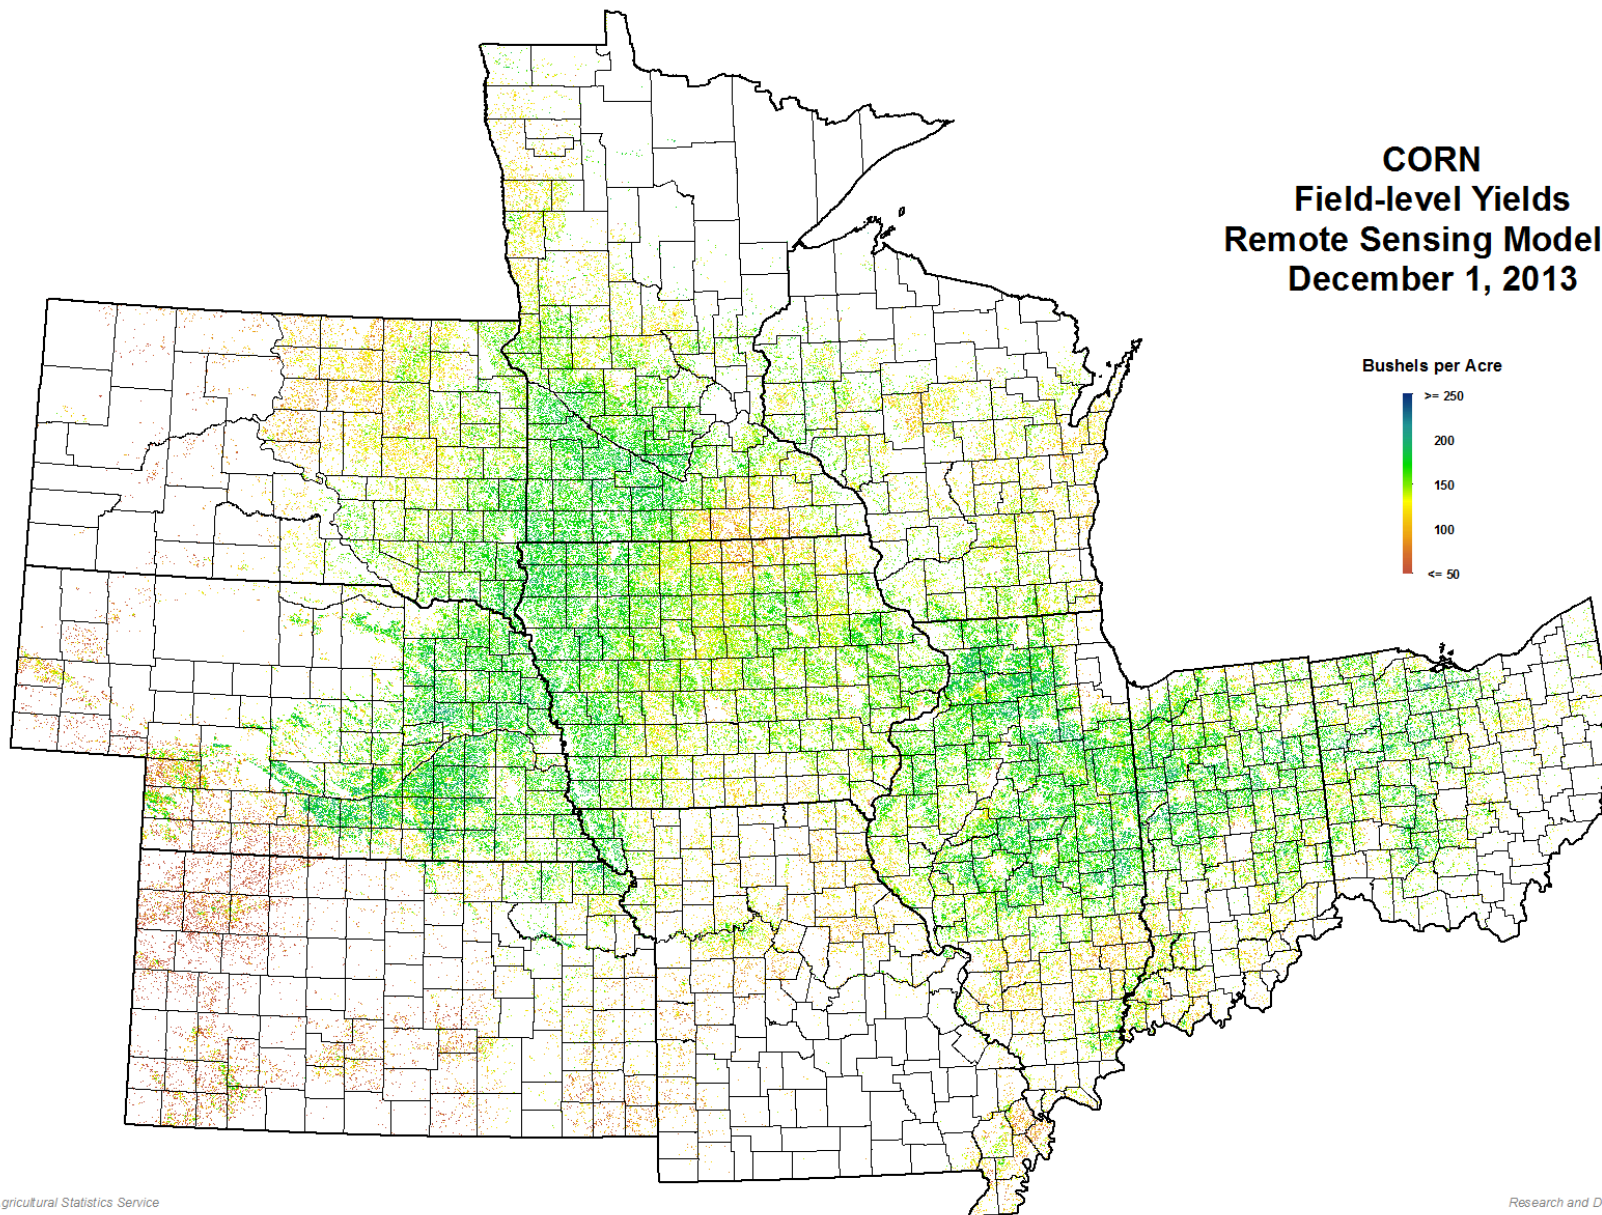 CORN
Field-level Yields
Remote Sensing Model
December 1, 2013
Bushels per Acre
>= 250
200
150
100
<= 50
gricultural Statistics Service
Research and D